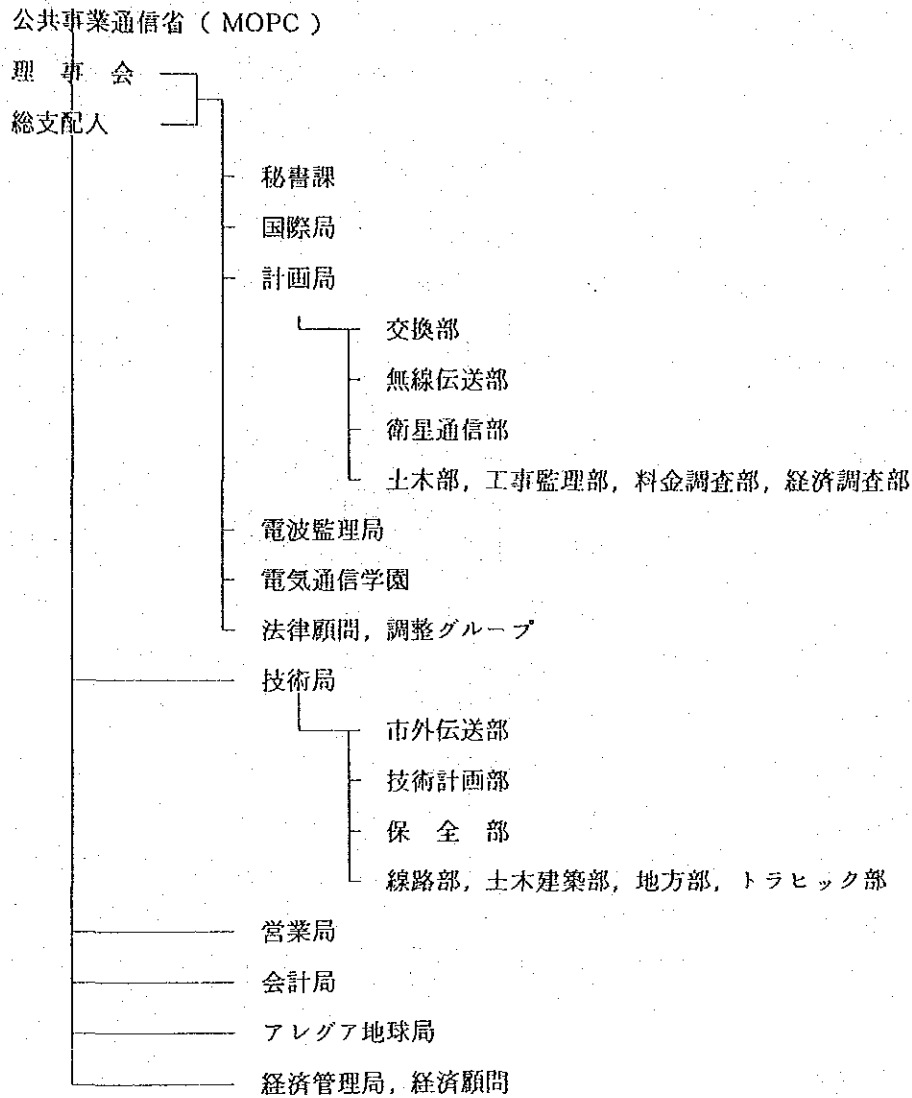 公共事業通信省 ( MOPC )
理 事 会
総支配人
秘書課
国際局
計画局
交換部
無線伝送部
衛星通信部
土木部, 工事監理部, 料金調査部, 経済調査部
電波監理局
電気通信学園
法律顧問, 調整グループ
技術局
市外伝送部
技術計画部
保 全 部
線路部, 土木建築部, 地方部, トラヒック部
営業局
会計局
アレグア地球局
経済管理局, 経済顧問